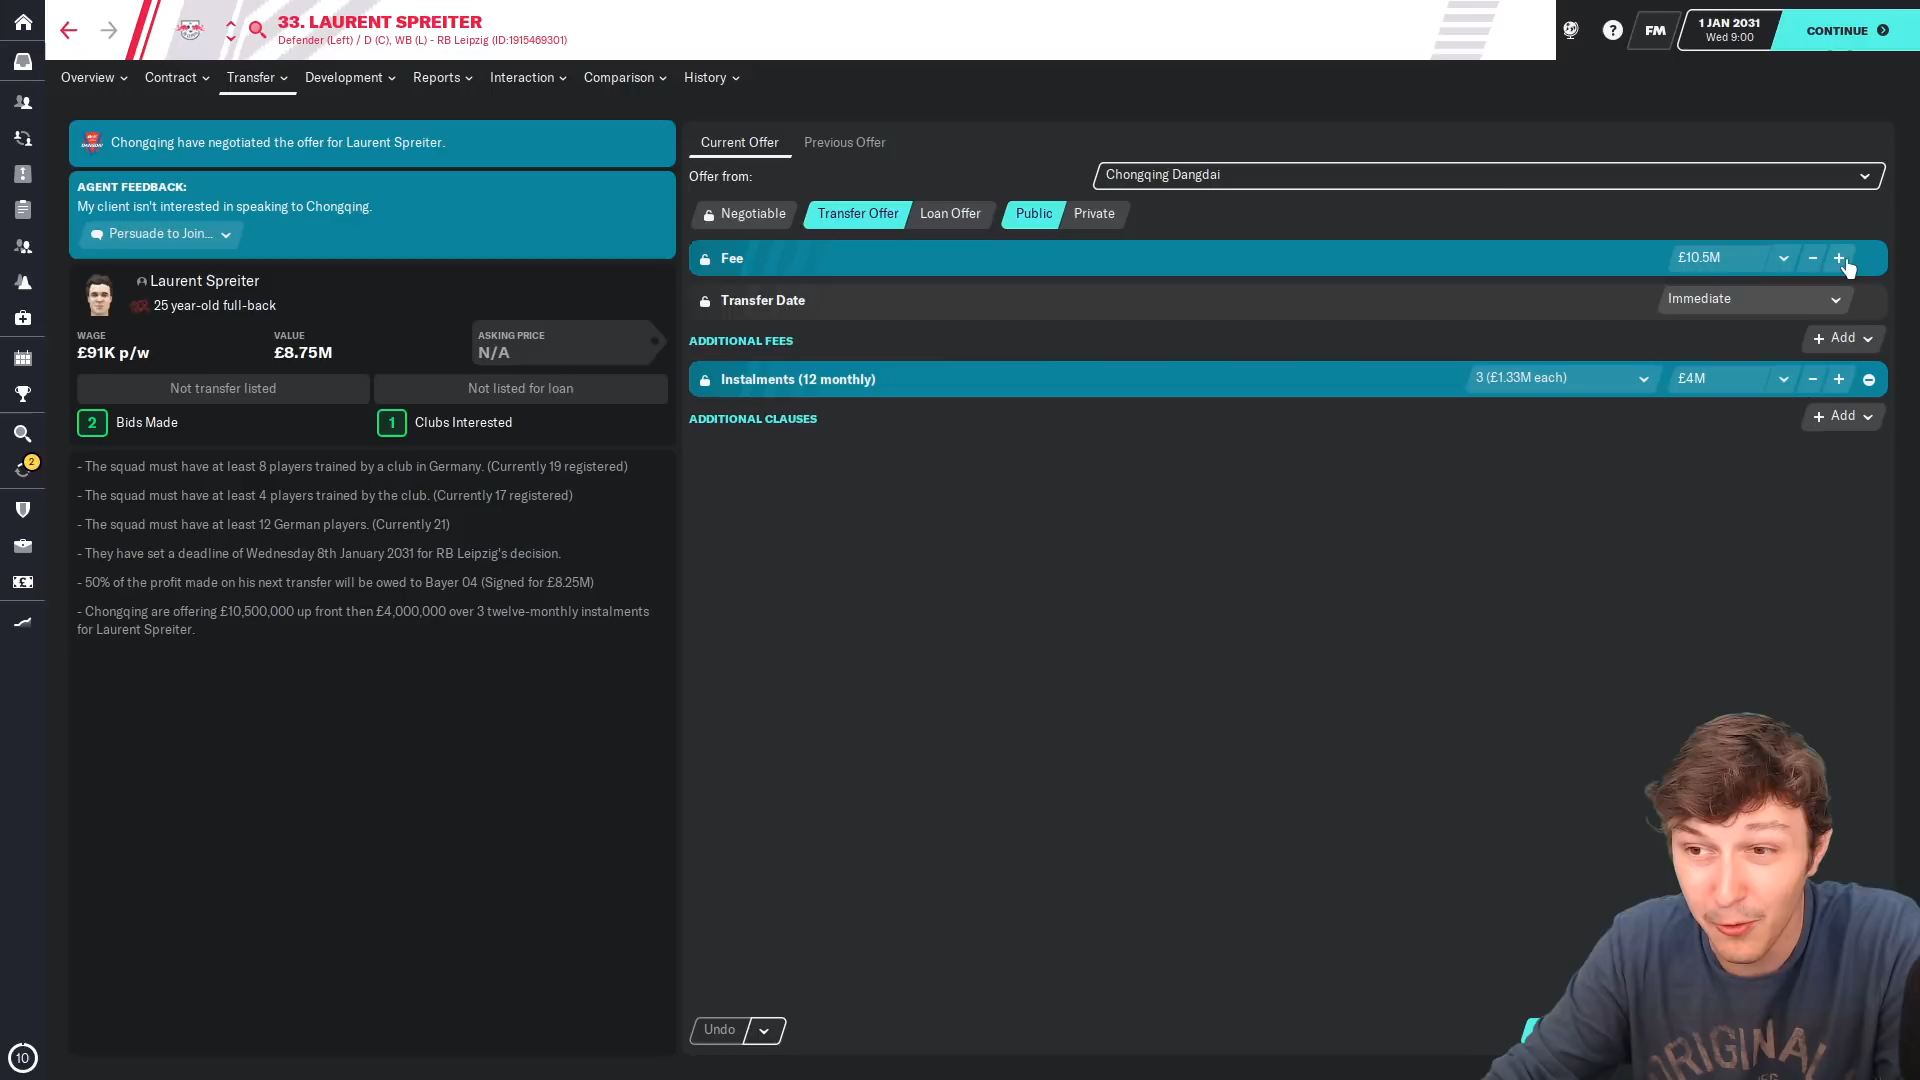 33. LAURENT SPREITER
Defender (Left) / D (C), WB (L) - RB Leipzig (ID:1915469301)
FM
1 JAN 2031
Wed 9:00
CONTINUE
Overview
Contract
Transfer
Development
Reports
Interaction
Comparison
History
Chongqing have negotiated the offer for Laurent Spreiter.
AGENT FEEDBACK:
My client isn't interested in speaking to Chongqing.
Persuade to Join...
Laurent Spreiter
25 year-old full-back
WAGE
£91K p/w
VALUE
£8.75M
ASKING PRICE
N/A
Not transfer listed
Not listed for loan
2 Bids Made
1 Clubs Interested
- The squad must have at least 8 players trained by a club in Germany. (Currently 19 registered)
- The squad must have at least 4 players trained by the club. (Currently 17 registered)
- The squad must have at least 12 German players. (Currently 21)
- They have set a deadline of Wednesday 8th January 2031 for RB Leipzig's decision.
- 50% of the profit made on his next transfer will be owed to Bayer 04 (Signed for £8.25M)
- Chongqing are offering £10,500,000 up front then £4,000,000 over 3 twelve-monthly instalments
for Laurent Spreiter.
Current Offer
Previous Offer
Offer from:
Chongqing Dangdai
Negotiable
Transfer Offer
Loan Offer
Public
Private
Fee
£10.5M
Transfer Date
Immediate
ADDITIONAL FEES
+ Add
Instalments (12 monthly)
3 (£1.33M each)
£4M
ADDITIONAL CLAUSES
+ Add
Undo
2
10
ORIGINAL